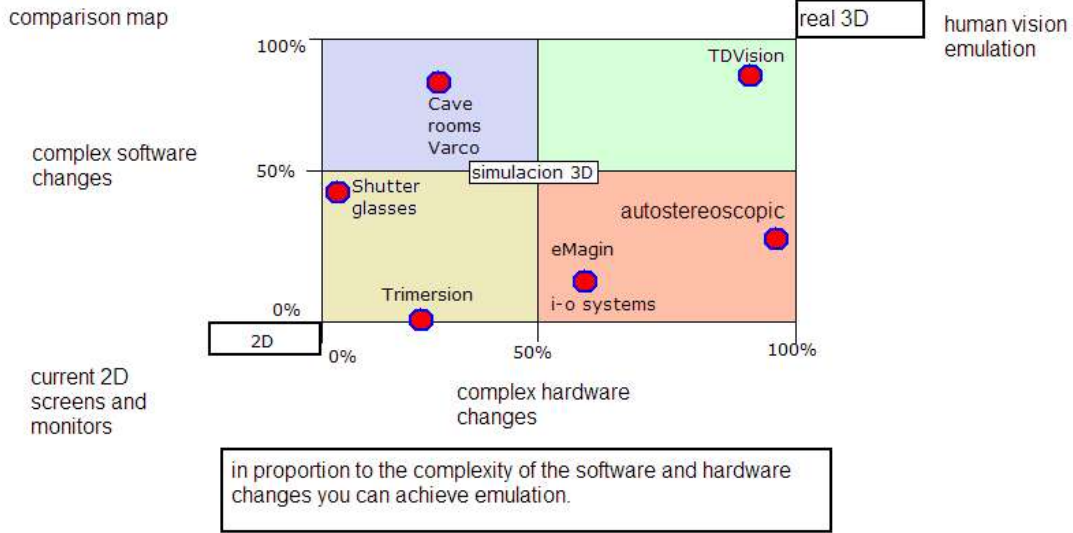 comparison map
real 3D
human vision
emulation
100%
TDVision
Cave
rooms
Varco
complex software
changes
50%
simulacion 3D
Shutter
glasses
autostereoscopic
eMagin
i-o systems
Trimersion
0%
2D
0%
50%
100%
current 2D
screens and
monitors
complex hardware
changes
in proportion to the complexity of the software and hardware
changes you can achieve emulation.